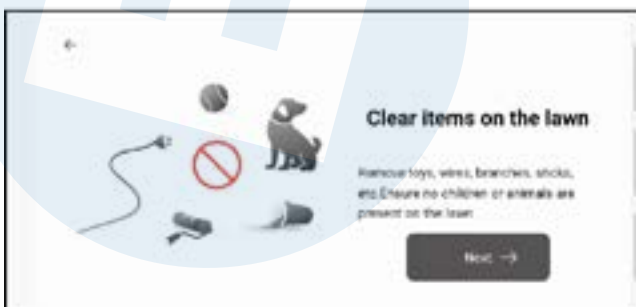 Clear items on the lawn
Remove toys, wires, branches, sticks,
etc.Ensure no children or animals are
present on the lawn
Next